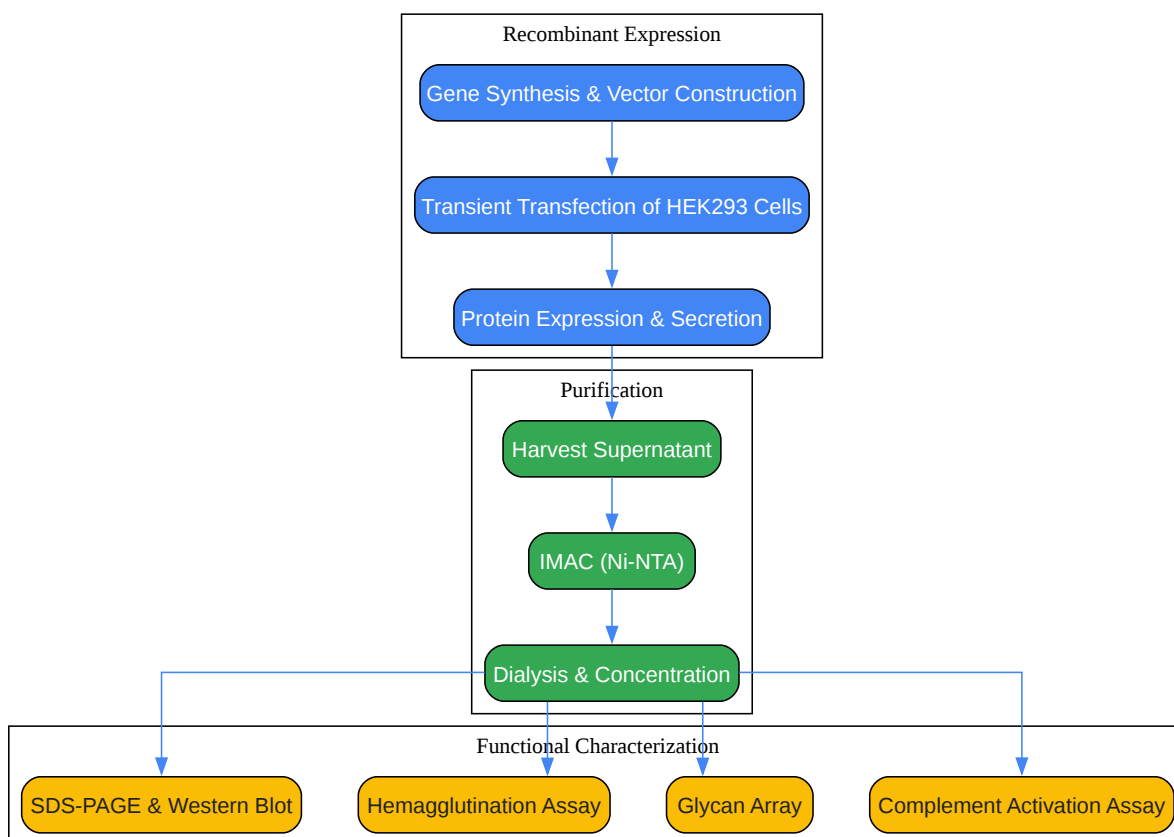 Recombinant Expression
Gene Synthesis & Vector Construction
Transient Transfection of HEK293 Cells
Protein Expression & Secretion
Purification
Harvest Supernatant
IMAC (Ni-NTA)
Dialysis & Concentration
Functional Characterization
SDS-PAGE & Western Blot
Hemagglutination Assay
Glycan Array
Complement Activation Assay